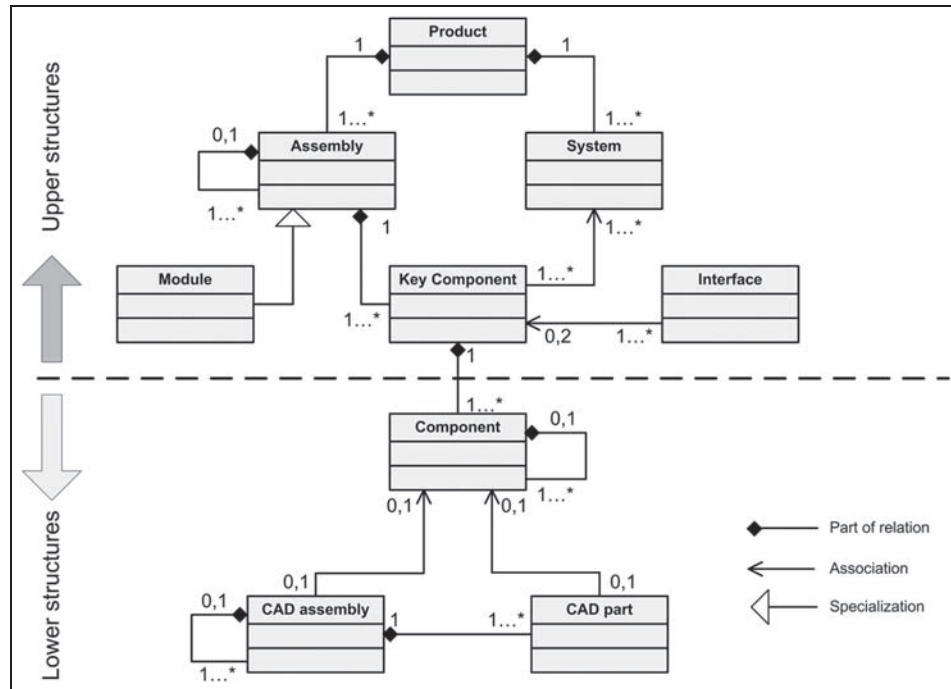 Product
1
1
1...*
1...*
0,1
Assembly
System
1...*
1
1...*
Module
Key Component
1...*
Interface
1...*
0,2
1...*
1
1...*
Component
0,1
1...*
0,1
0,1
0,1
0,1
0,1
CAD assembly
1
1...*
CAD part
1...*
Upper structures
Lower structures
Part of relation
Association
Specialization